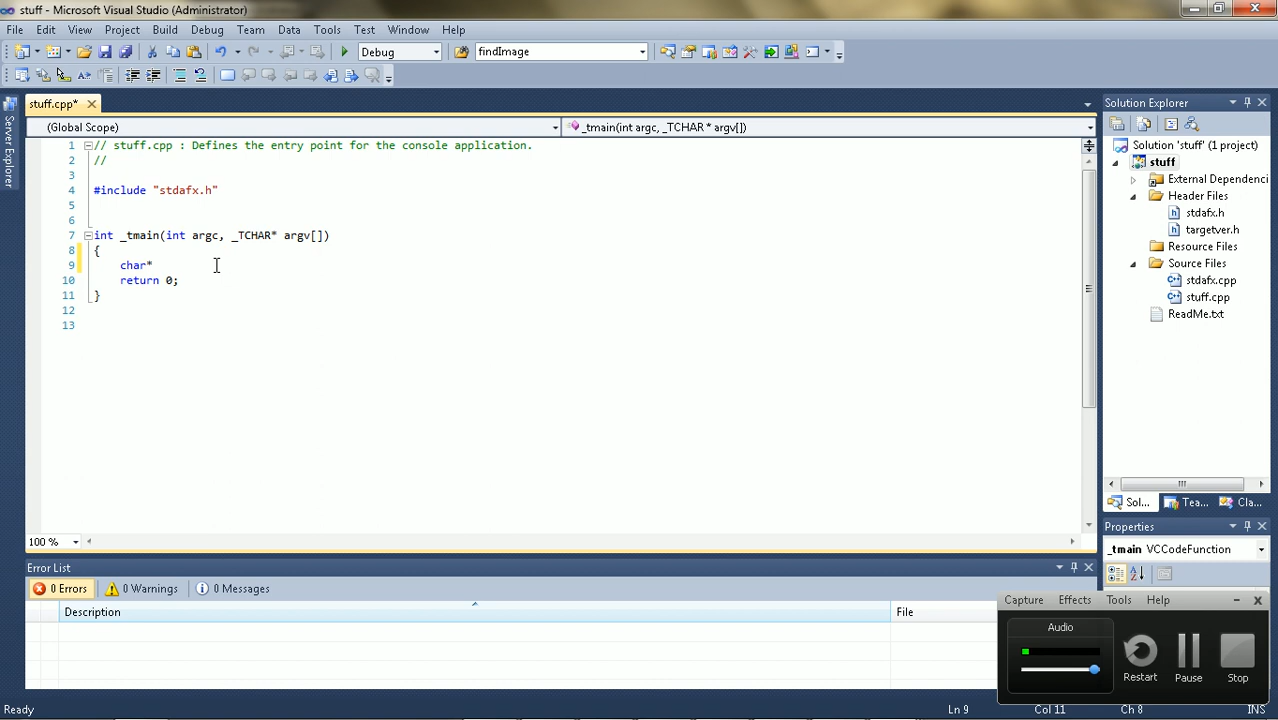 stuff - Microsoft Visual Studio (Administrator)
File Edit View Project Build Debug Team Data Tools Test Window Help
Debug findImage
stuff.cpp*
Solution Explorer
Server Explorer
(Global Scope) _tmain(int argc, _TCHAR * argv[])
1 // stuff.cpp : Defines the entry point for the console application.
2 //
3
4 #include "stdafx.h"
5
6
7 int _tmain(int argc, _TCHAR* argv[])
8 {
9 char*
10 return 0;
11 }
12
13
Solution 'stuff' (1 project)
stuff
External Dependenci
Header Files
stdafx.h
targetver.h
Resource Files
Source Files
stdafx.cpp
stuff.cpp
ReadMe.txt
Sol... Tea... Cla...
100 %
Properties
_tmain VCCodeFunction
Error List
0 Errors 0 Warnings 0 Messages
Description File
Capture Effects Tools Help
Audio
Restart Pause Stop
Ready Ln 9 Col 11 Ch 8 INS